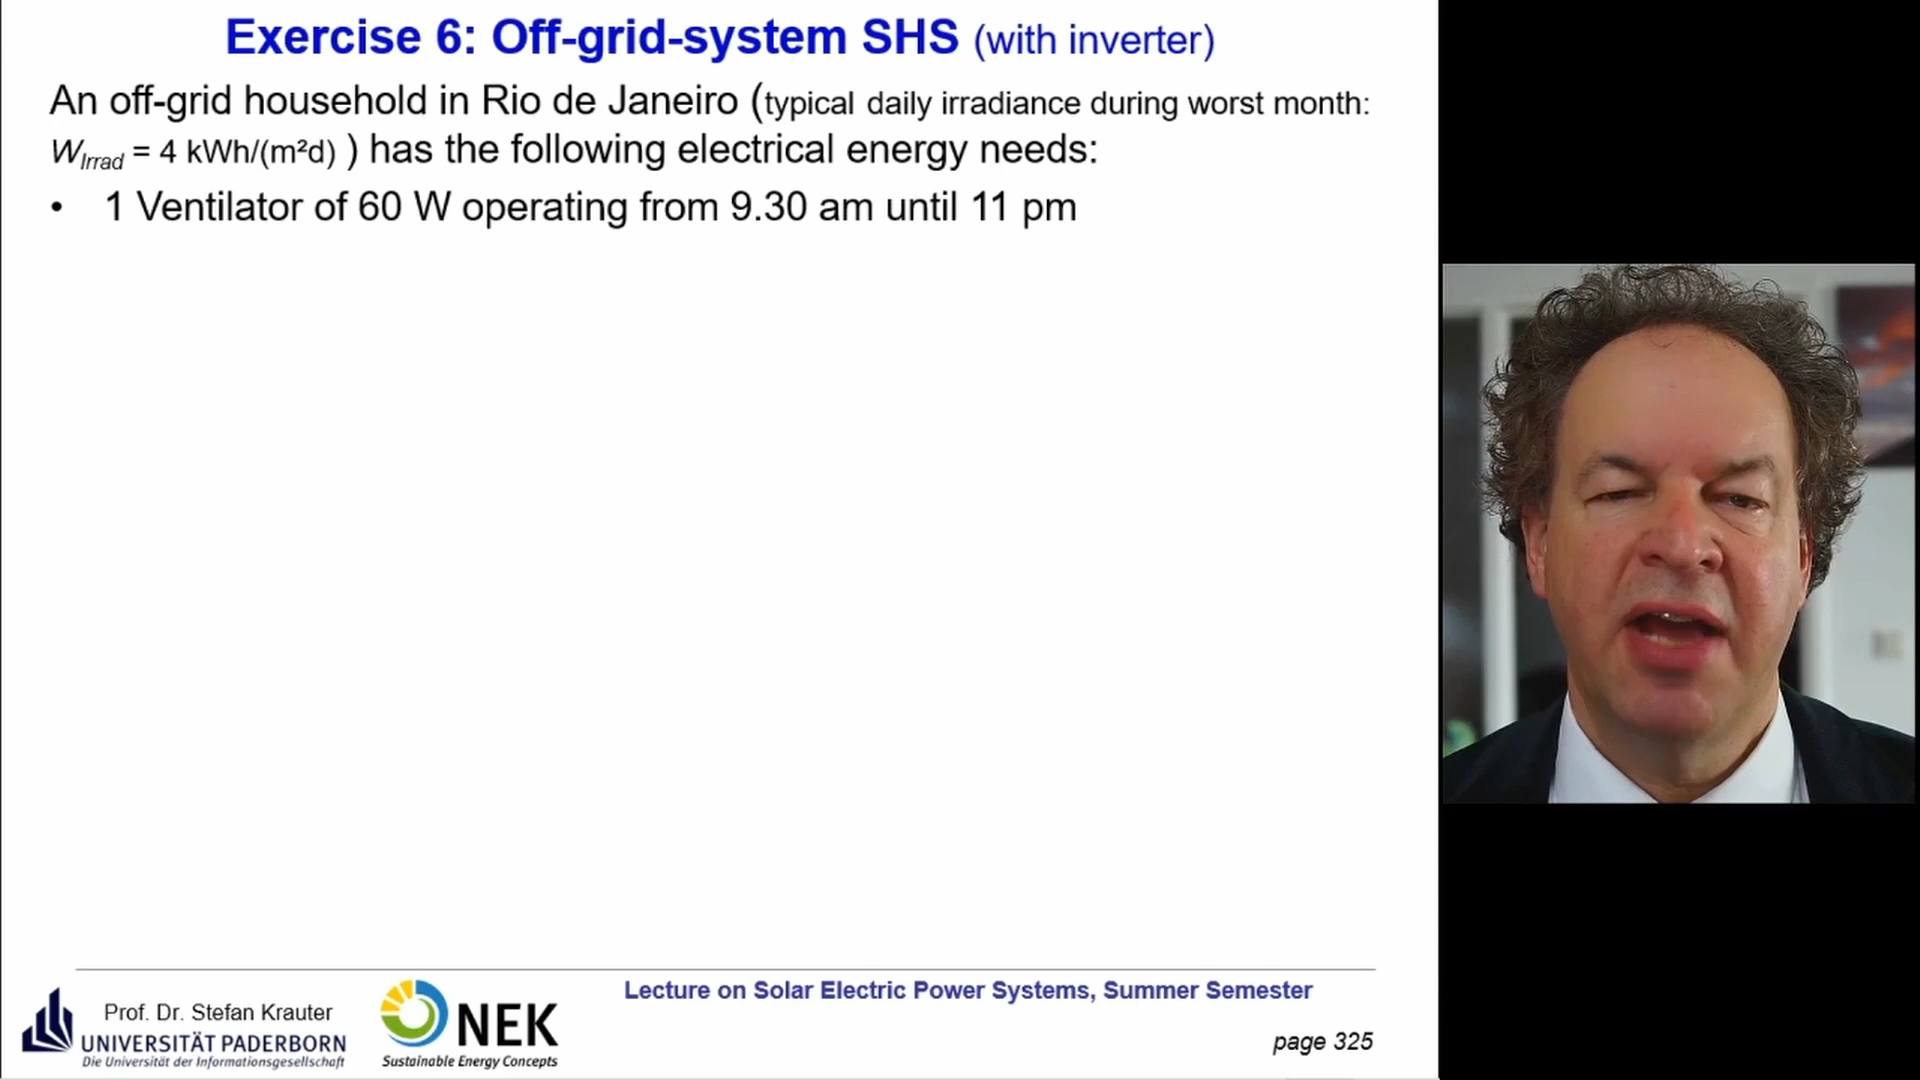 Exercise 6: Off-grid-system SHS (with inverter)
An off-grid household in Rio de Janeiro (typical daily irradiance during worst month:
W_Irrad = 4 kWh/(m²d) ) has the following electrical energy needs:
• 1 Ventilator of 60 W operating from 9.30 am until 11 pm
Lecture on Solar Electric Power Systems, Summer Semester
Prof. Dr. Stefan Krauter
UNIVERSITÄT PADERBORN
Die Universität der Informationsgesellschaft
NEK
Sustainable Energy Concepts
page 325